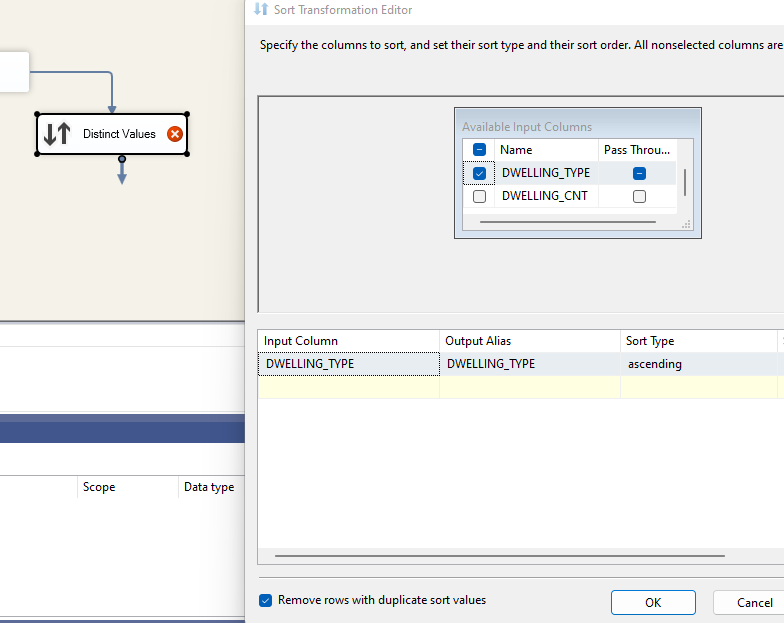 Sort Transformation Editor
Specify the columns to sort, and set their sort type and their sort order. All nonselected columns are
Distinct Values
Available Input Columns
Name Pass Throu...
DWELLING_TYPE
DWELLING_CNT
Input Column Output Alias Sort Type
DWELLING_TYPE DWELLING_TYPE ascending
Scope Data type
Remove rows with duplicate sort values
OK Cancel